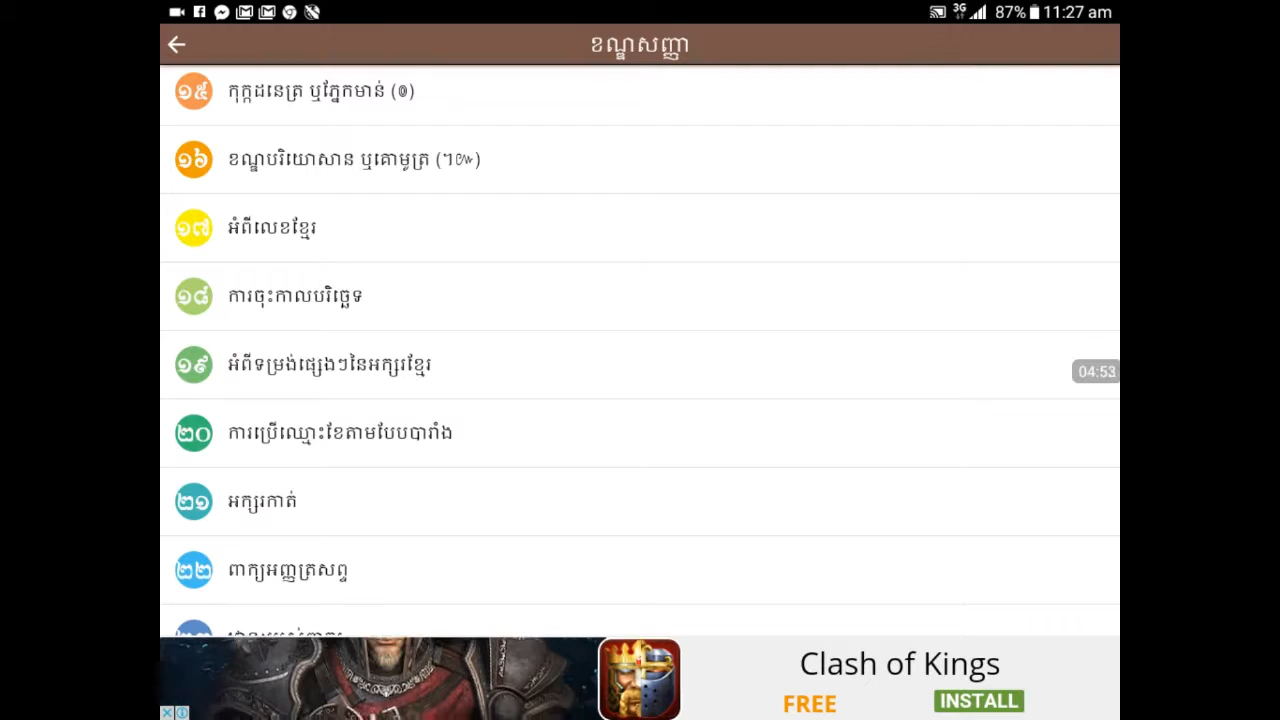 3G 87% 11:27 am
ខណ្ឌសញ្ញា
១៥ កុក្កដនេត្រ ឬភ្នែកមាន់ (៙)
១៦ ខណ្ឌបរិយោសាន ឬគោមូត្រ (ៗ៚)
១៧ អំពីលេខខ្មែរ
១៨ ការចុះកាលបរិច្ឆេទ
១៩ អំពីទម្រង់ផ្សេងៗនៃអក្សរខ្មែរ
04:53
២០ ការប្រើឈ្មោះខែតាមបែបបារាំង
២១ អក្សរកាត់
២២ ពាក្យអញ្ញត្រសព្ទ
Clash of Kings
FREE INSTALL